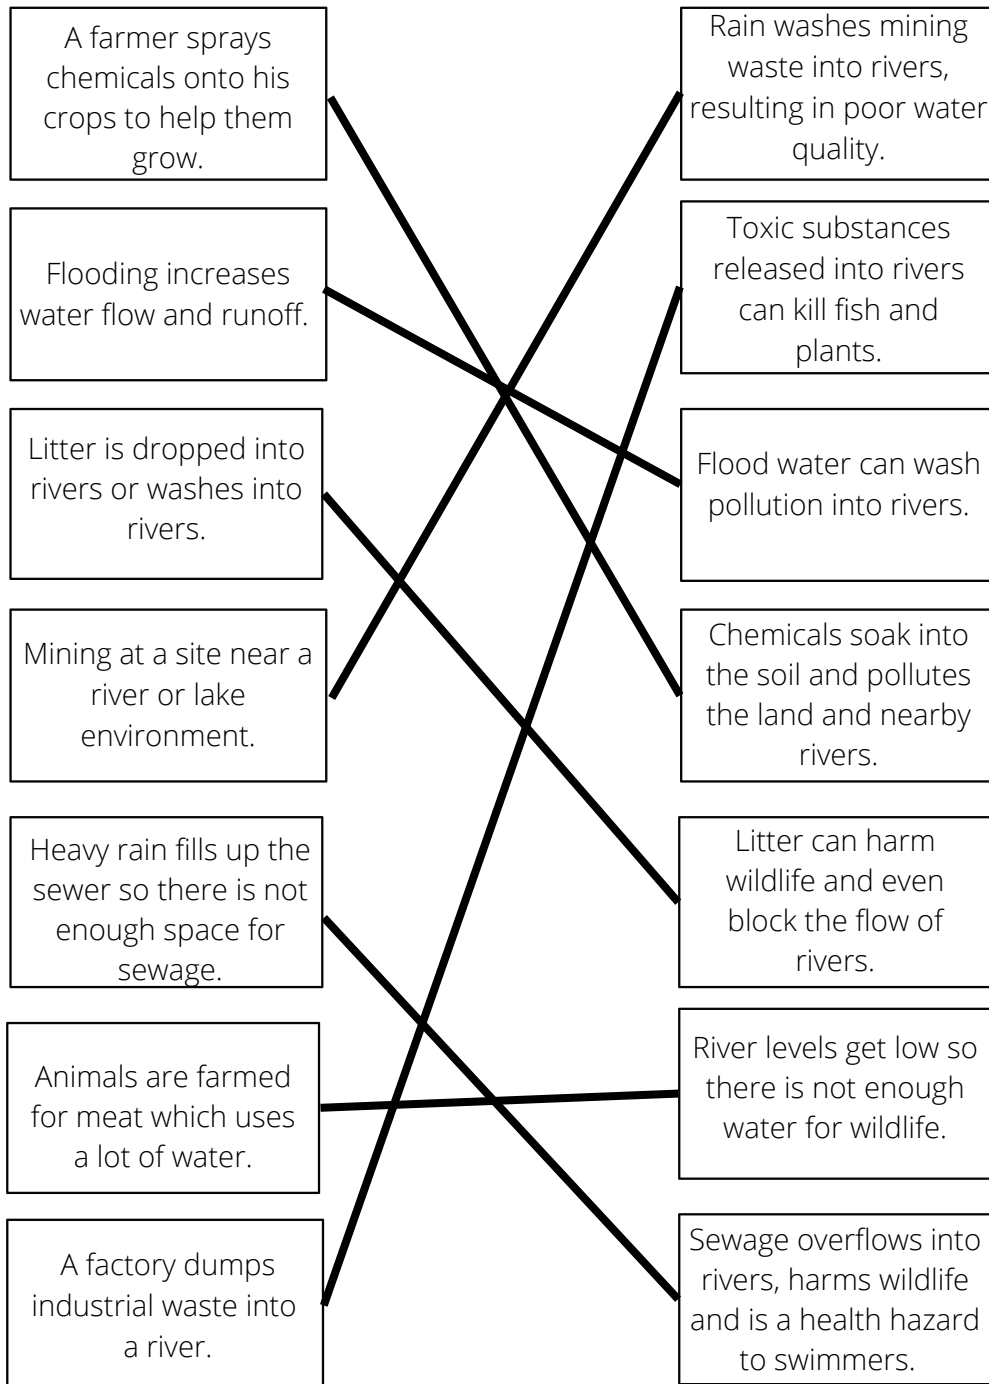 A farmer sprays
chemicals onto his
crops to help them
grow.
Flooding increases
water flow and runoff.
Litter is dropped into
rivers or washes into
rivers.
Mining at a site near a
river or lake
environment.
Heavy rain fills up the
sewer so there is not
enough space for
sewage.
Animals are farmed
for meat which uses
a lot of water.
A factory dumps
industrial waste into
a river.
Rain washes mining
waste into rivers,
resulting in poor water
quality.
Toxic substances
released into rivers
can kill fish and
plants.
Flood water can wash
pollution into rivers.
Chemicals soak into
the soil and pollutes
the land and nearby
rivers.
Litter can harm
wildlife and even
block the flow of
rivers.
River levels get low so
there is not enough
water for wildlife.
Sewage overflows into
rivers, harms wildlife
and is a health hazard
to swimmers.